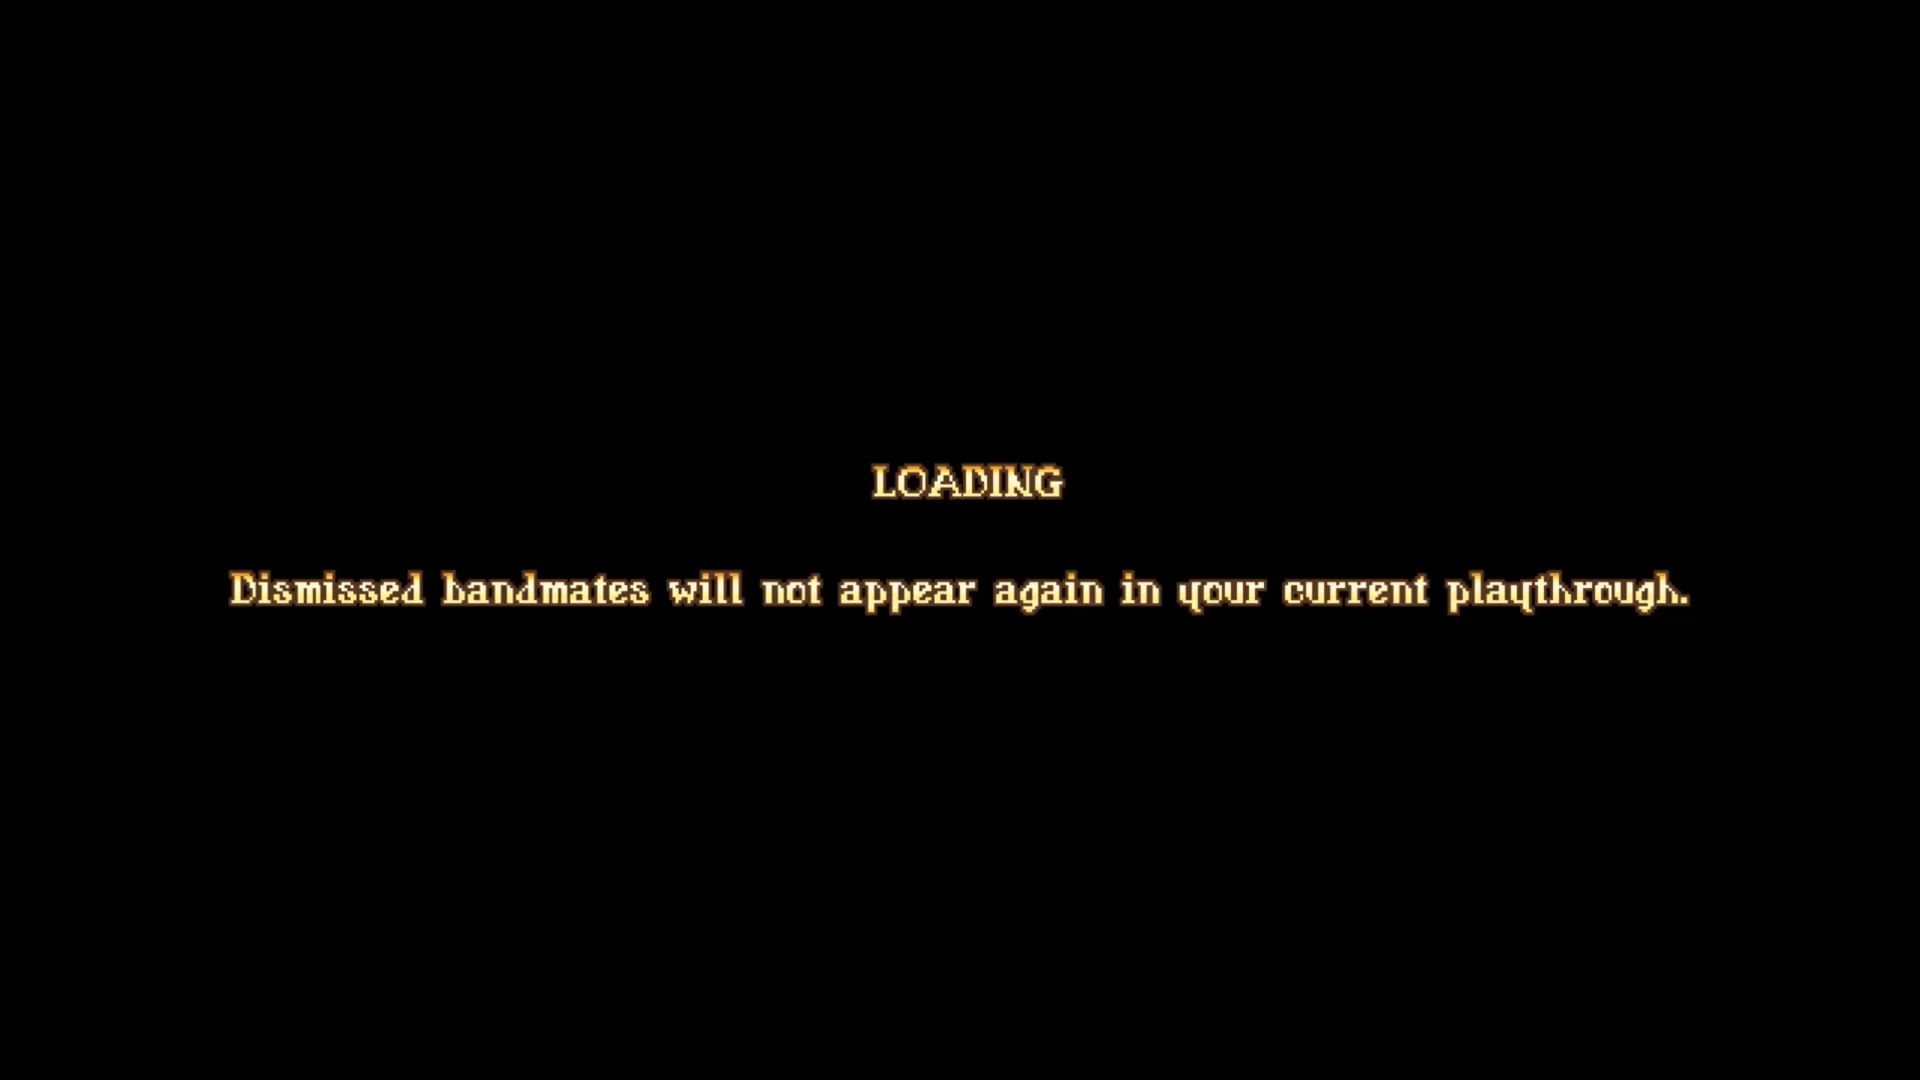 LOADING
Dismissed bandmates will not appear again in your current playthrough.